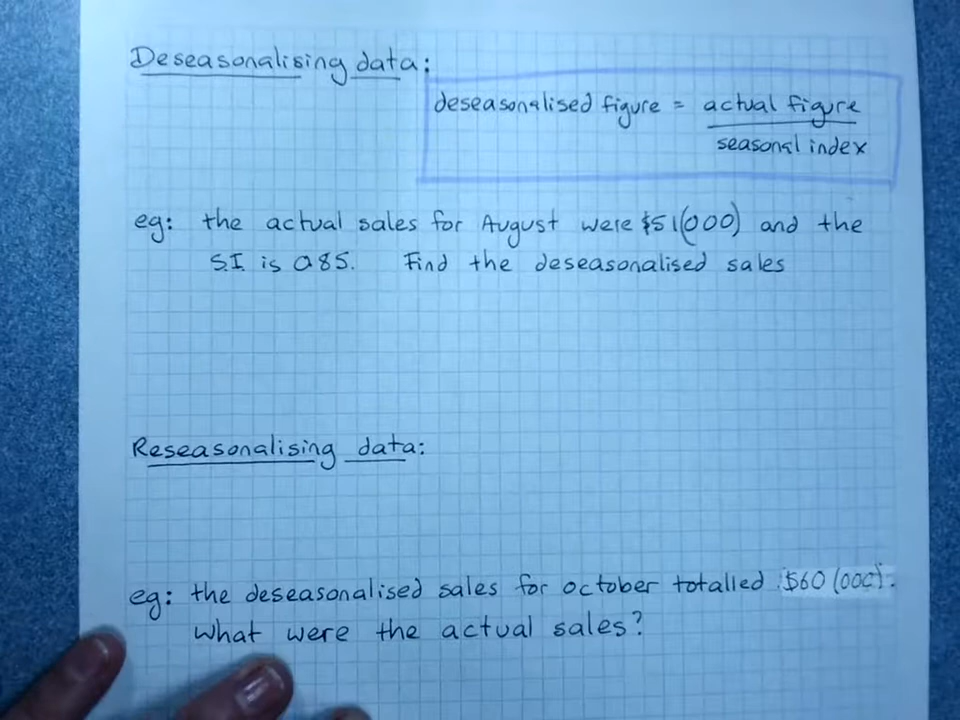 Deseasonalising data:
deseasonalised figure = actual figure
seasonal index
eg: the actual sales for August were $51(000) and the
SI is 0.85. Find the deseasonalised sales
Reseasonalising data:
eg: the deseasonalised sales for october totalled $60(000).
What were the actual sales?